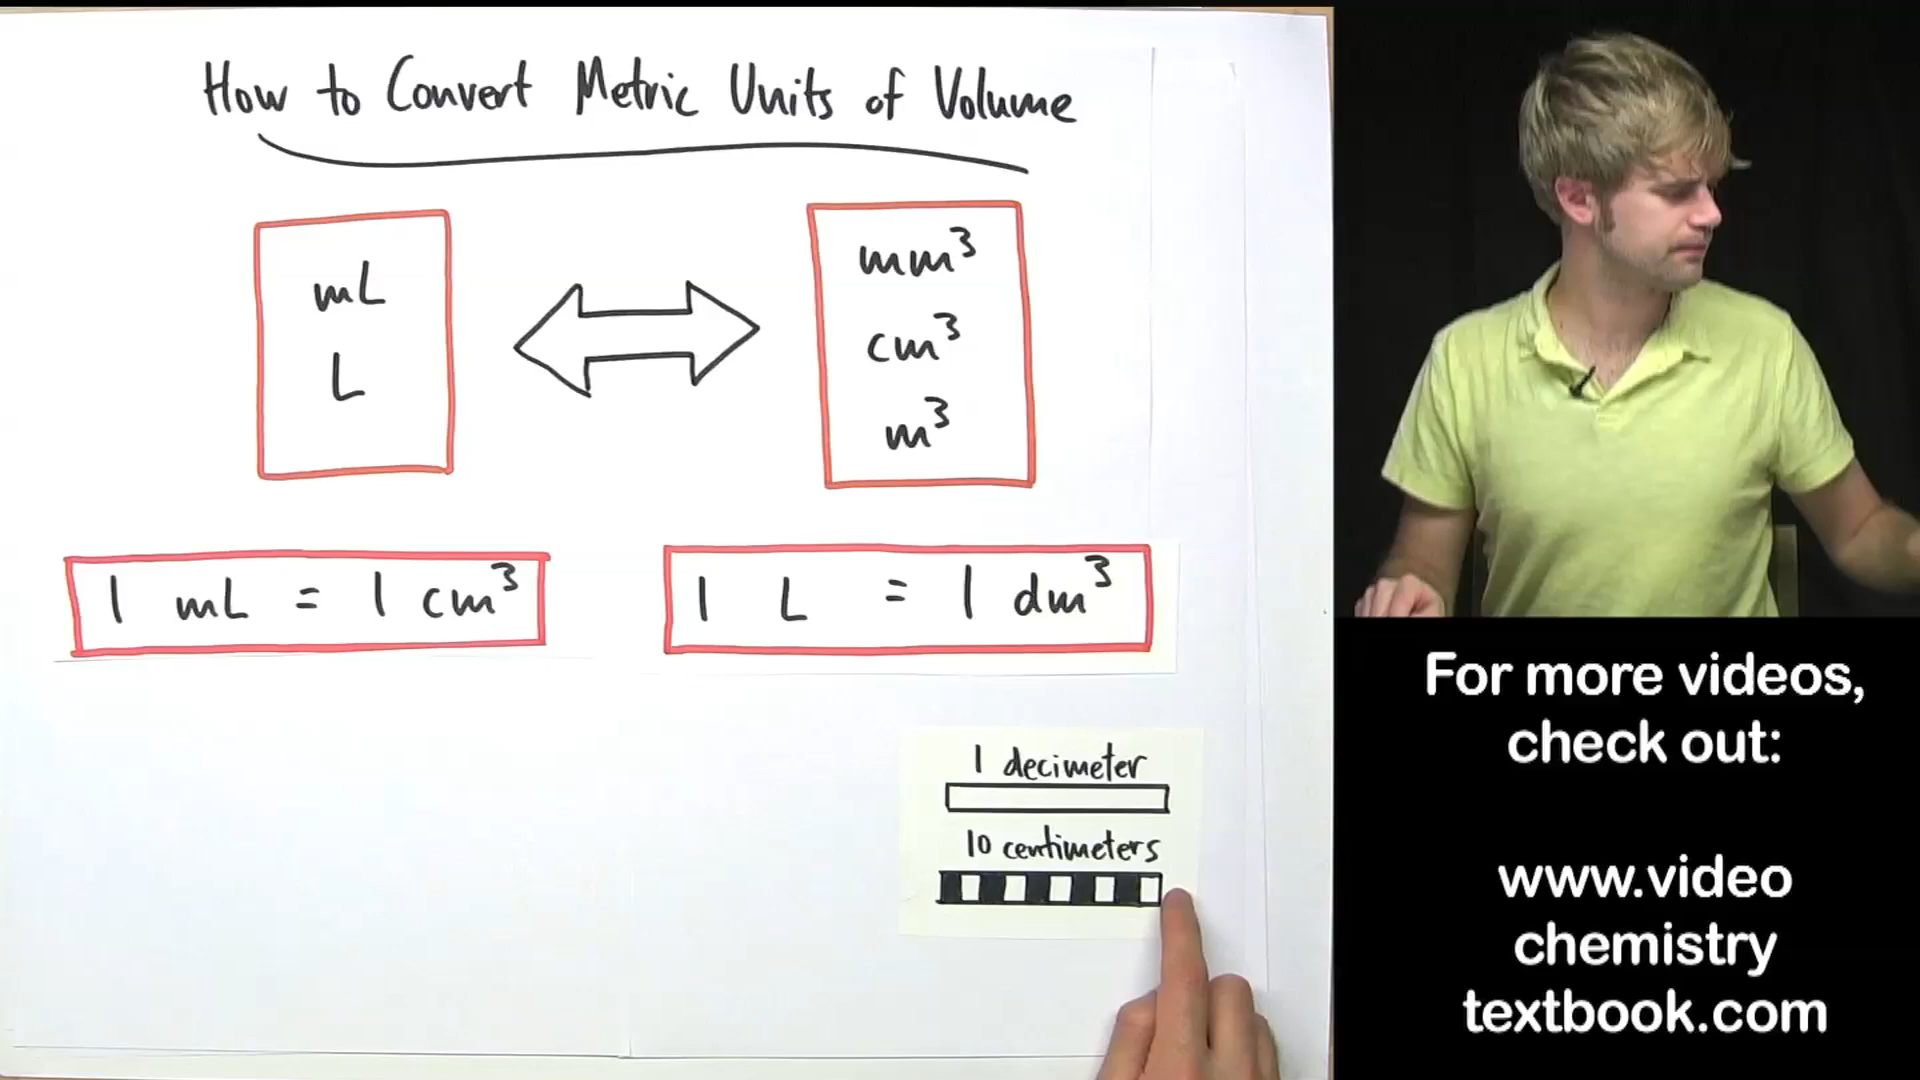 How to Convert Metric Units of Volume
mL
L
mm³
cm³
m³
1 mL = 1 cm³
1 L = 1 dm³
1 decimeter
10 centimeters
For more videos,
check out:
www.video
chemistry
textbook.com